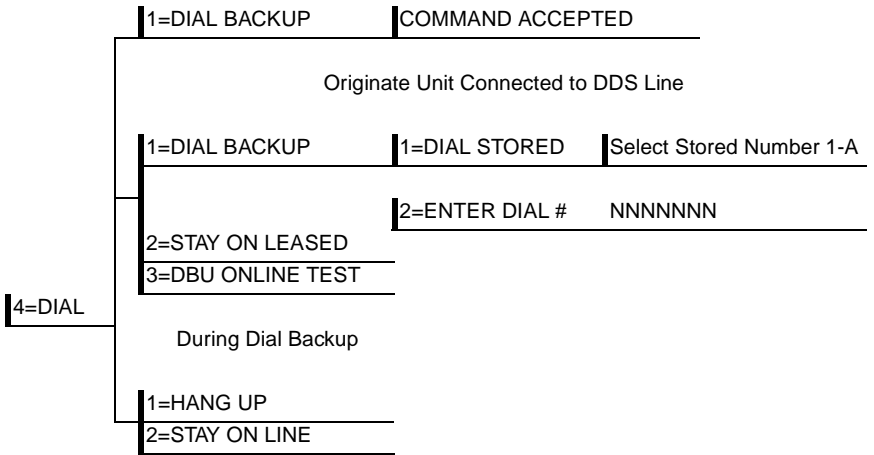 1=DIAL BACKUP COMMAND ACCEPTED
Originate Unit Connected to DDS Line
1=DIAL BACKUP 1=DIAL STORED Select Stored Number 1-A
2=ENTER DIAL # NNNNNNN
2=STAY ON LEASED
3=DBU ONLINE TEST
4=DIAL
During Dial Backup
1=HANG UP
2=STAY ON LINE